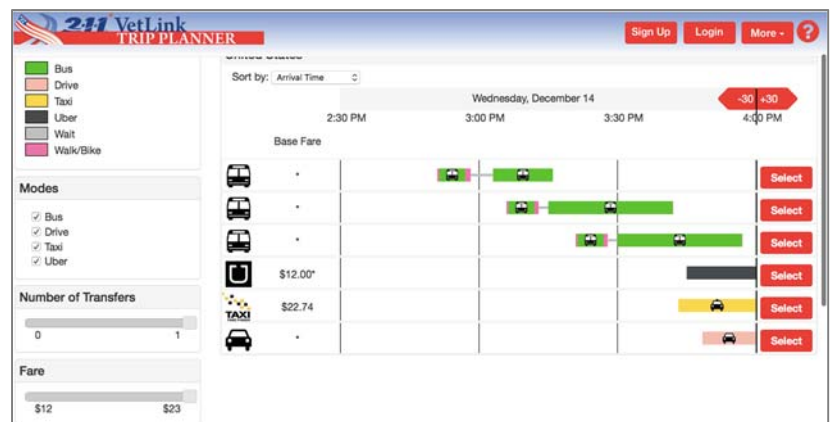 2-1-1 VetLink
TRIP PLANNER
Sign Up
Login
More
?
Bus
Drive
Taxi
Uber
Wait
Walk/Bike
Modes
Bus
Drive
Taxi
Uber
Number of Transfers
0 1
Fare
$12 $23
United States
Sort by: Arrival Time
Wednesday, December 14
-30 +30
2:30 PM 3:00 PM 3:30 PM 4:00 PM
Base Fare
* Select
* Select
* Select
U $12.00* Select
TAXI $22.74 Select
* Select